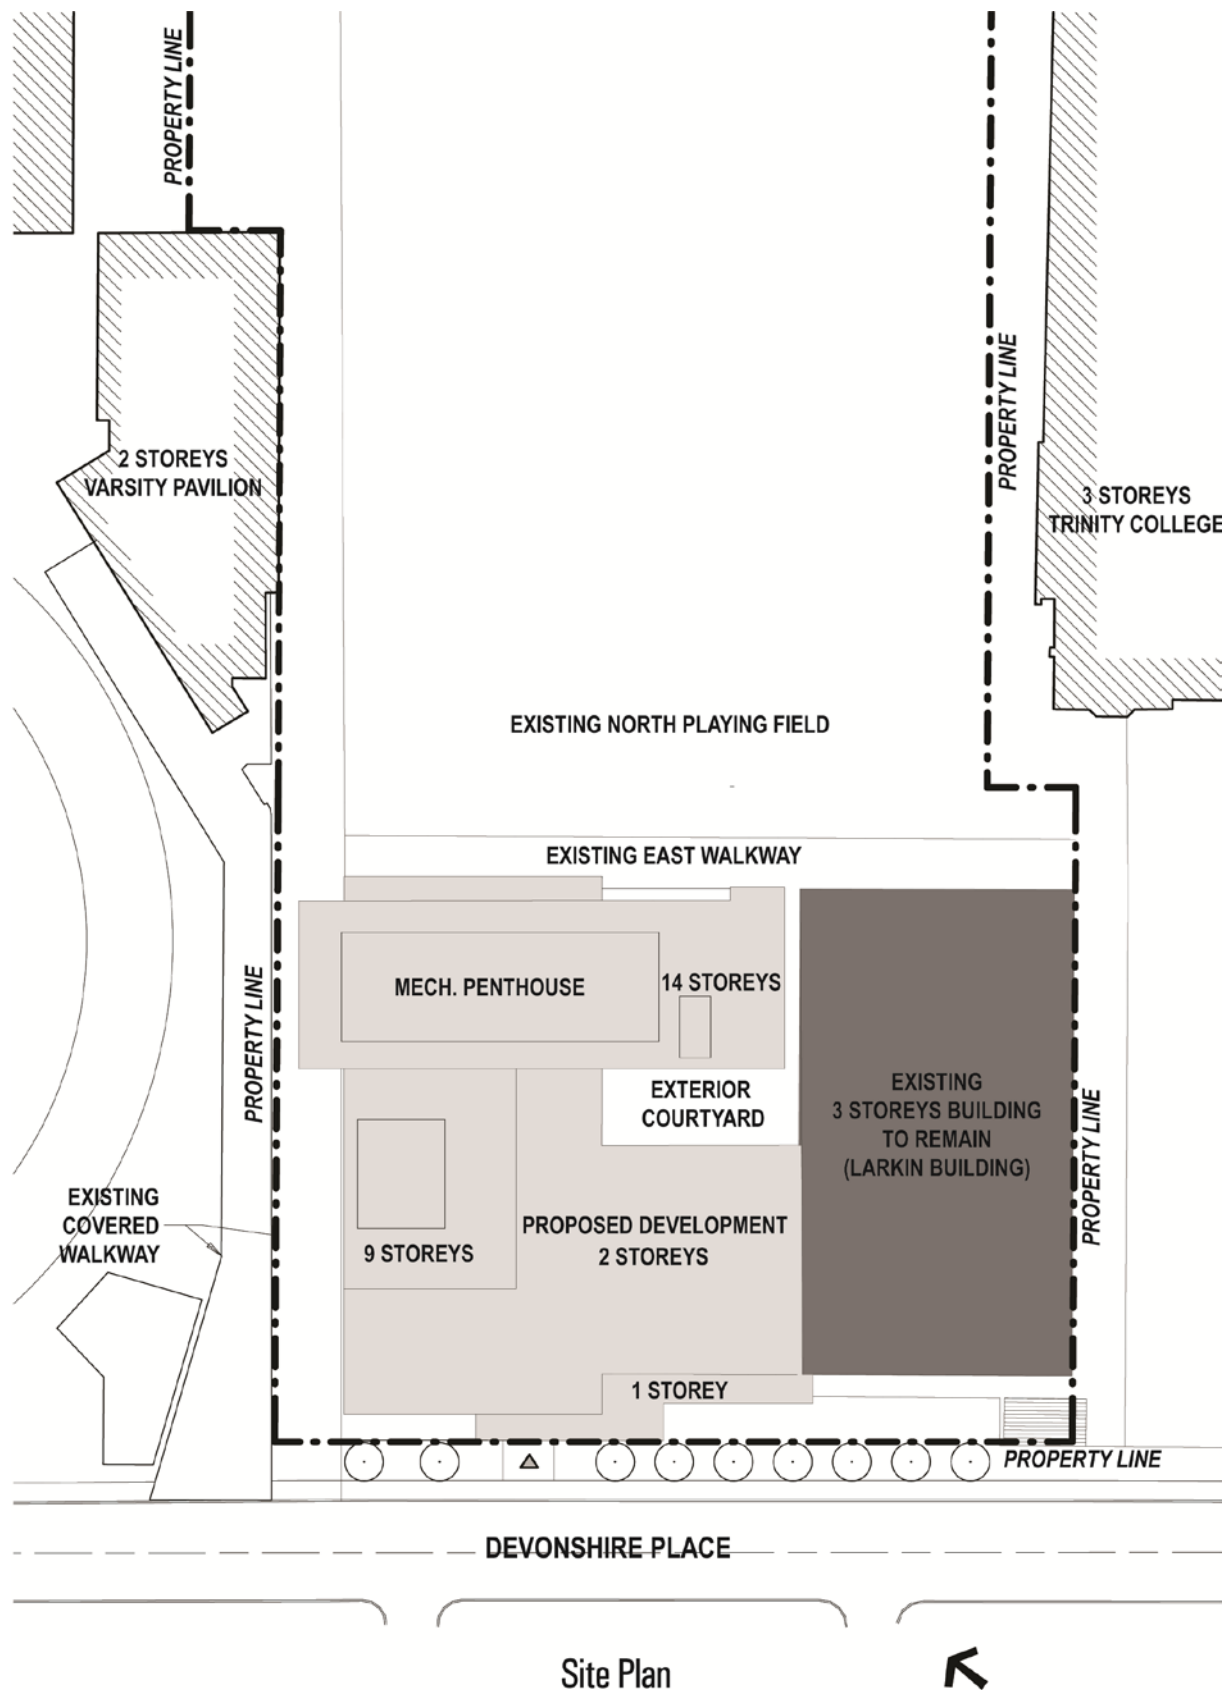 PROPERTY LINE
PROPERTY LINE
2 STOREYS
VARSITY PAVILION
3 STOREYS
TRINITY COLLEGE
EXISTING NORTH PLAYING FIELD
EXISTING EAST WALKWAY
MECH. PENTHOUSE
14 STOREYS
PROPERTY LINE
EXTERIOR
COURTYARD
EXISTING
3 STOREYS BUILDING
TO REMAIN
(LARKIN BUILDING)
PROPERTY LINE
EXISTING
COVERED
WALKWAY
9 STOREYS
PROPOSED DEVELOPMENT
2 STOREYS
1 STOREY
PROPERTY LINE
DEVONSHIRE PLACE
Site Plan